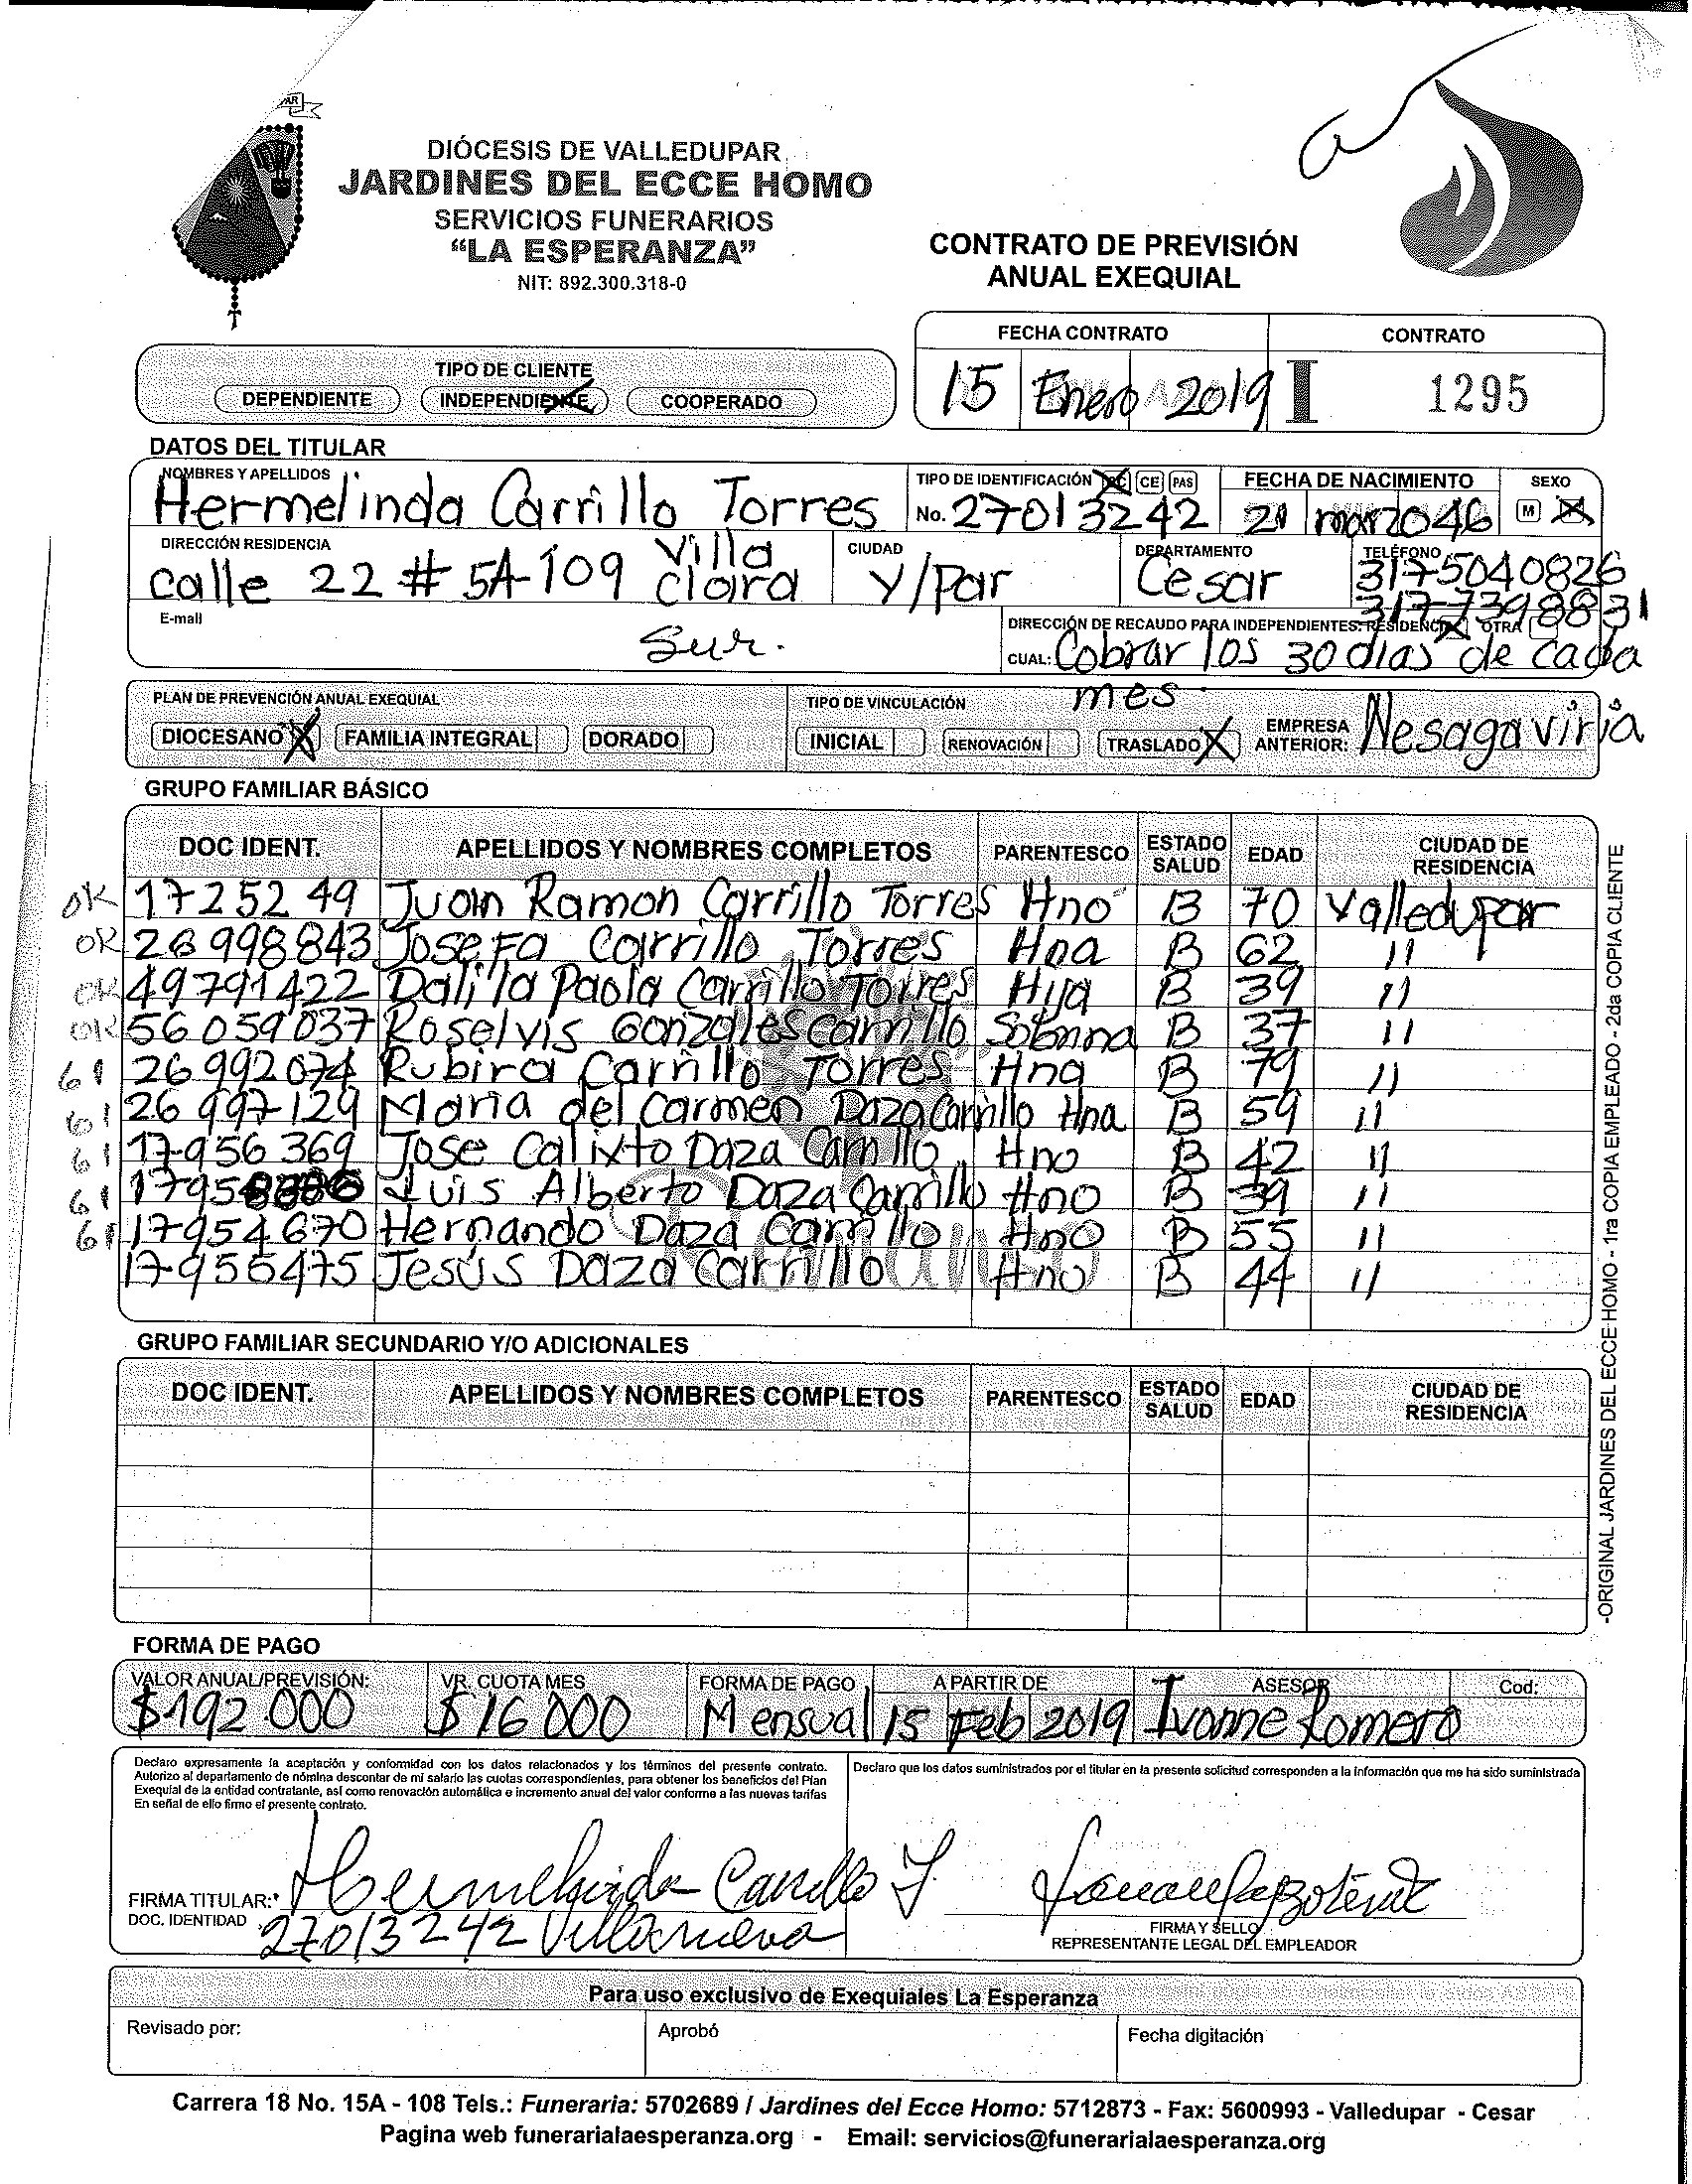 AR
DIÓCESIS DE VALLEDUPAR
JARDINES DEL ECCE HOMO
SERVICIOS FUNERARIOS
“LA ESPERANZA”
NIT: 892.300.318-0
CONTRATO DE PREVISIÓN
ANUAL EXEQUIAL
FECHA CONTRATO CONTRATO
15 Enero 2019 I 1295
TIPO DE CLIENTE
DEPENDIENTE INDEPENDIENTE COOPERADO
DATOS DEL TITULAR
NOMBRES Y APELLIDOS TIPO DE IDENTIFICACIÓN CE PAS FECHA DE NACIMIENTO SEXO
Hermelinda Carrillo Torres No. 27013242 21 marzo 46 M
DIRECCIÓN RESIDENCIA CIUDAD DEPARTAMENTO TELÉFONO
calle 22 # 5A-109 Villa clara V/Par Cesar 3175040826
3177398831
E-mail DIRECCIÓN DE RECAUDO PARA INDEPENDIENTES: RESIDENCIA OTRA
Sur. CUAL: Cobrar los 30 dias de cada
mes
PLAN DE PREVENCIÓN ANUAL EXEQUIAL TIPO DE VINCULACIÓN
DIOCESANO X FAMILIA INTEGRAL DORADO INICIAL RENOVACIÓN TRASLADO X EMPRESA ANTERIOR: Nesagaviria
GRUPO FAMILIAR BÁSICO
DOC IDENT. APELLIDOS Y NOMBRES COMPLETOS PARENTESCO ESTADO SALUD EDAD CIUDAD DE RESIDENCIA
OK 1725249 Juan Ramon Carrillo Torres Hno B 70 Valledupar
OK 26998843 Josefa Carrillo Torres Hna B 62 11
OK 49791422 Dalila Paola Carrillo Torres Hija B 39 11
OK 56059037 Roselvis Gonzales Carrillo Sobrina B 37 11
61 26992074 Rubira Carrillo Torres Hna B 79 11
61 26997129 Maria del Carmen Daza Carrillo Hna B 59 11
61 17956369 Jose Calixto Daza Carrillo Hno B 42 11
61 Luis Alberto Daza Carrillo Hno B 39 11
61 17954670 Hernando Daza Carrillo Hno B 55 11
17955475 Jesús Daza Carrillo Hno B 44 11
GRUPO FAMILIAR SECUNDARIO Y/O ADICIONALES
DOC IDENT. APELLIDOS Y NOMBRES COMPLETOS PARENTESCO ESTADO SALUD EDAD CIUDAD DE RESIDENCIA
-ORIGINAL JARDINES DEL ECCE HOMO - 1ra COPIA EMPLEADO - 2da COPIA CLIENTE
FORMA DE PAGO
VALOR ANUAL/PREVISIÓN: VR. CUOTA MES FORMA DE PAGO A PARTIR DE ASESOR Cod:
$192.000 $16000 Mensual 15 Feb 2019 Ivonne Romero
Declaro expresamente la aceptación y conformidad con los datos relacionados y los términos del presente contrato.
Autorizo al departamento de nómina descontar de mi salario las cuotas correspondientes, para obtener los beneficios del Plan
Exequial de la entidad contratante, así como renovación automática e incremento anual del valor conforme a las nuevas tarifas
En señal de ello firmo el presente contrato.
Declaro que los datos suministrados por el titular en la presente solicitud corresponden a la información que me ha sido suministrada
FIRMA TITULAR: Hermelinda Carrillo T.
DOC. IDENTIDAD 27013242 Villanueva
FIRMA Y SELLO
REPRESENTANTE LEGAL DEL EMPLEADOR
Para uso exclusivo de Exequiales La Esperanza
Revisado por: Aprobó Fecha digitación
Carrera 18 No. 15A - 108 Tels.: Funeraria: 5702689 / Jardines del Ecce Homo: 5712873 - Fax: 5600993 - Valledupar - Cesar
Pagina web funerarialaesperanza.org - Email: servicios@funerarialaesperanza.org